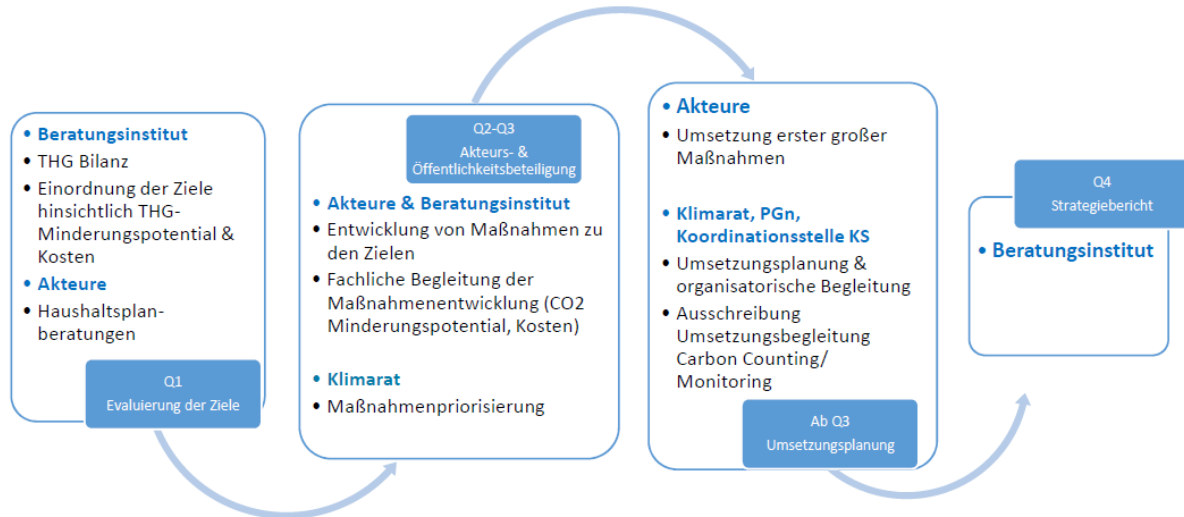 • Beratungsinstitut
• THG Bilanz
• Einordnung der Ziele
hinsichtlich THG-
Minderungspotential &
Kosten
• Akteure
• Haushaltsplan-
beratungen
Q1
Evaluierung der Ziele
Q2-Q3
Akteurs- &
Öffentlichkeitsbeteiligung
• Akteure & Beratungsinstitut
• Entwicklung von Maßnahmen zu
den Zielen
• Fachliche Begleitung der
Maßnahmenentwicklung (CO2
Minderungspotential, Kosten)
• Klimarat
• Maßnahmenpriorisierung
• Akteure
• Umsetzung erster großer
Maßnahmen
• Klimarat, PGn,
Koordinationsstelle KS
• Umsetzungsplanung &
organisatorische Begleitung
• Ausschreibung
Umsetzungsbegleitung
Carbon Counting/
Monitoring
Ab Q3
Umsetzungsplanung
Q4
Strategiebericht
• Beratungsinstitut